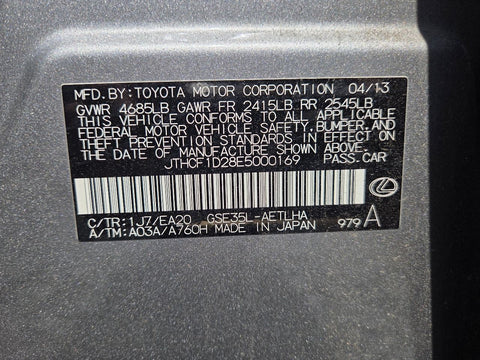 MFD. BY: TOYOTA MOTOR CORPORATION 04/13
GVWR 4685LB GAWR FR 2415LB RR 2545LB
THIS VEHICLE CONFORMS TO ALL APPLICABLE
FEDERAL MOTOR VEHICLE SAFETY, BUMPER, AND
THEFT PREVENTION STANDARDS IN EFFECT ON
THE DATE OF MANUFACTURE SHOWN ABOVE.
JTHCF1D28E5000169 PASS.CAR
C/TR: 1J7/EA20 GSE35L-AETLHA
A/TM: A03A/A760H MADE IN JAPAN 979 A